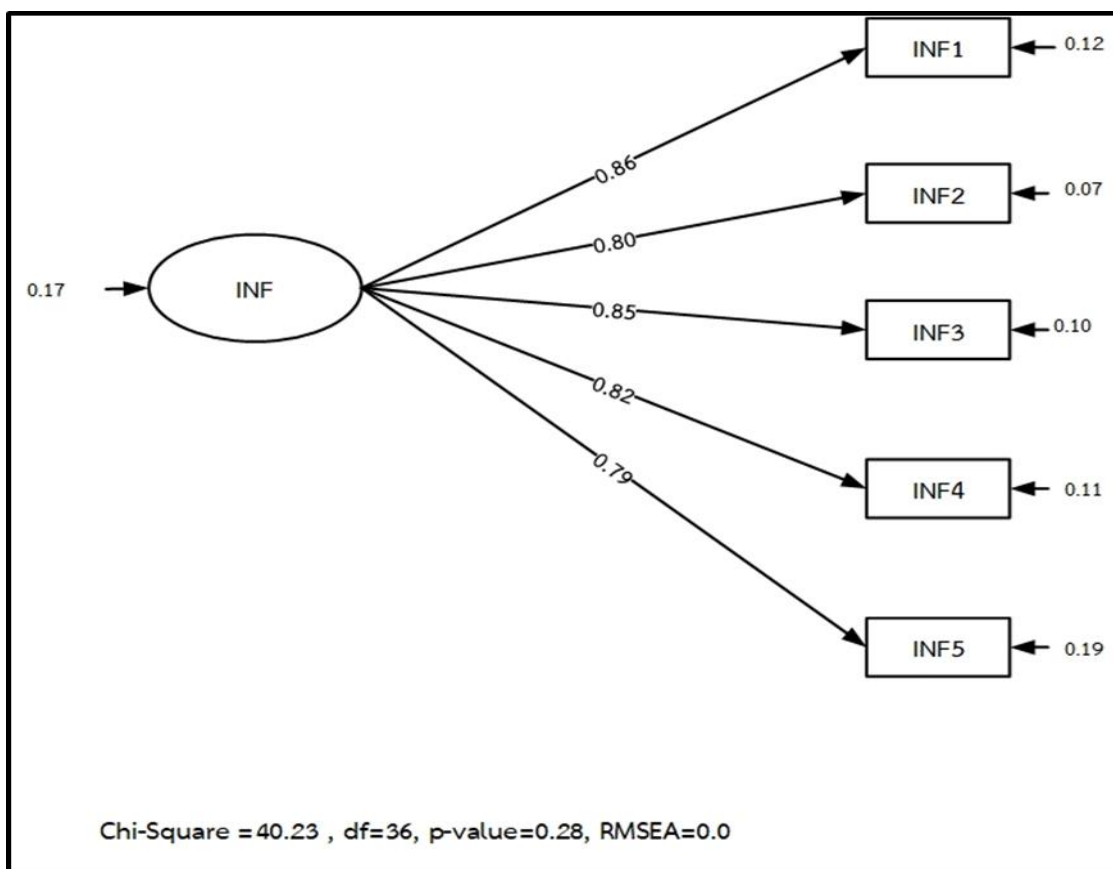 INF1
0.12
0.86
INF2
0.07
0.80
0.17
INF
0.85
INF3
0.10
0.82
INF4
0.11
0.79
INF5
0.19
Chi-Square =40.23 , df=36, p-value=0.28, RMSEA=0.0